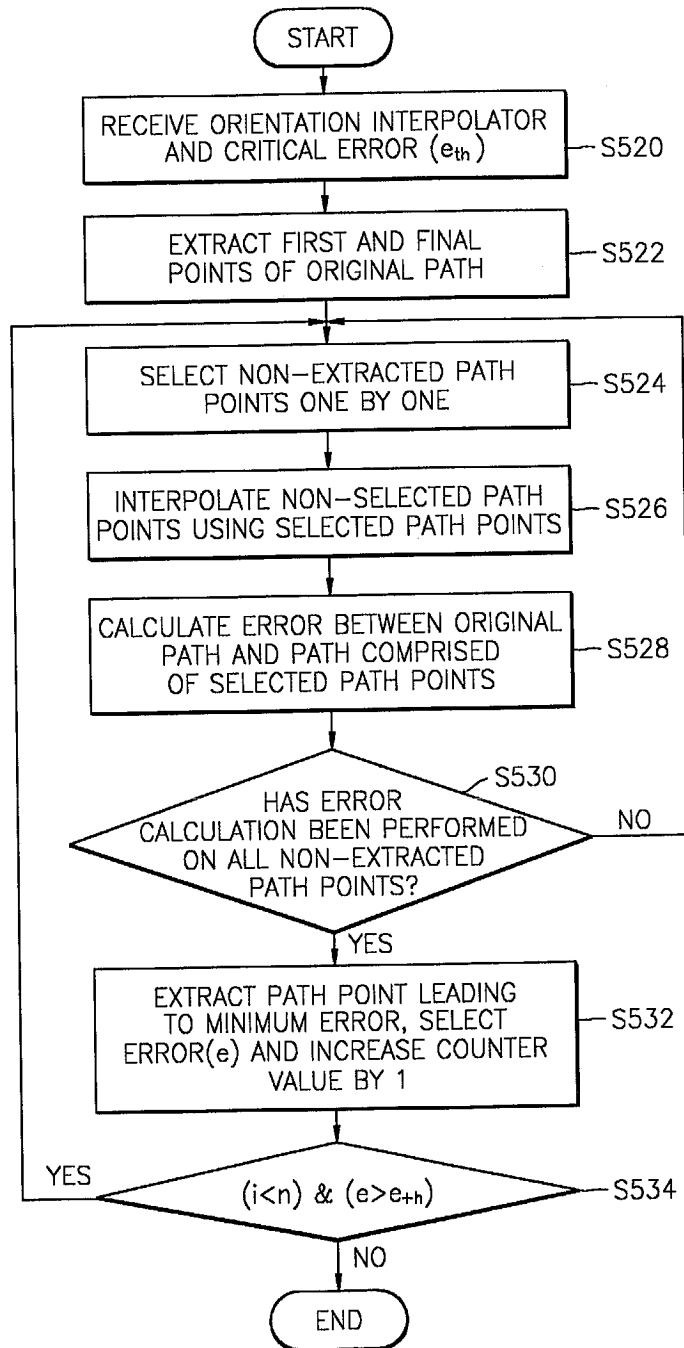 START
RECEIVE ORIENTATION INTERPOLATOR
AND CRITICAL ERROR (eth)
S520
EXTRACT FIRST AND FINAL
POINTS OF ORIGINAL PATH
S522
SELECT NON-EXTRACTED PATH
POINTS ONE BY ONE
S524
INTERPOLATE NON-SELECTED PATH
POINTS USING SELECTED PATH POINTS
S526
CALCULATE ERROR BETWEEN ORIGINAL
PATH AND PATH COMPRISED
OF SELECTED PATH POINTS
S528
S530
HAS ERROR
CALCULATION BEEN PERFORMED
ON ALL NON-EXTRACTED
PATH POINTS?
NO
YES
EXTRACT PATH POINT LEADING
TO MINIMUM ERROR, SELECT
ERROR(e) AND INCREASE COUNTER
VALUE BY 1
S532
YES
(i<n) & (e>e+h)
S534
NO
END